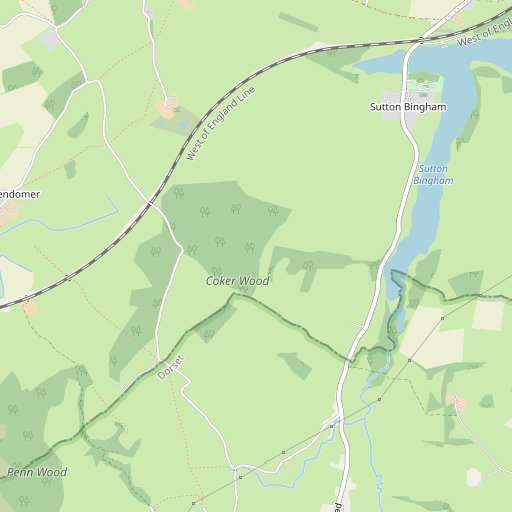 West of Engl
West of England Line
Sutton Bingham
Sutton
Bingham
endomer
Coker Wood
Dorset
Penn Wood